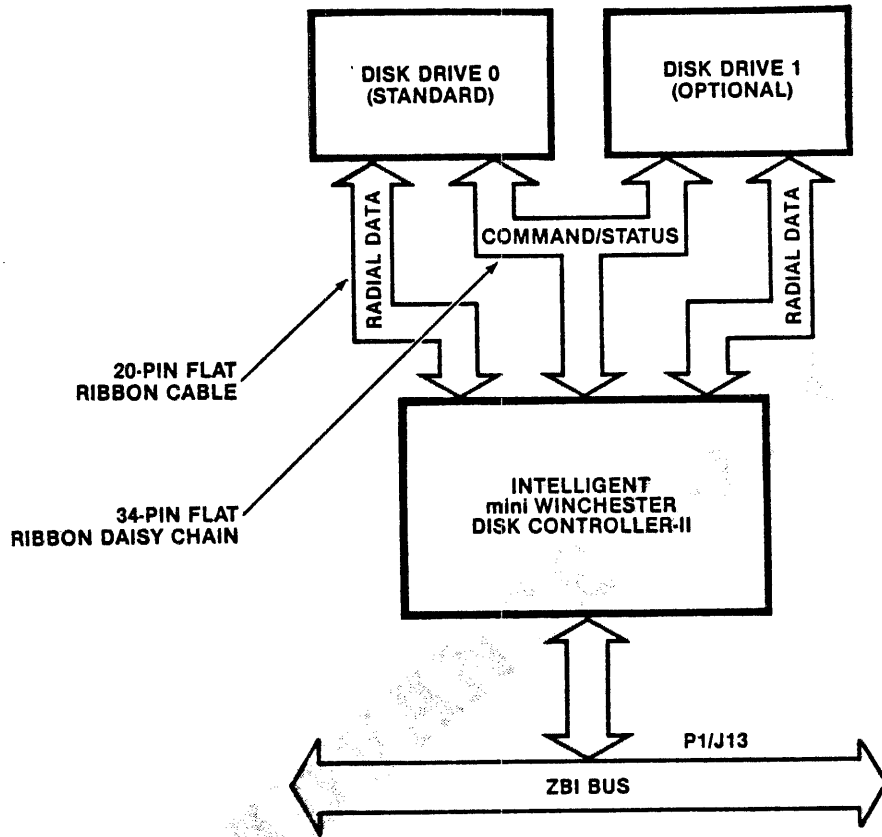 DISK DRIVE 0
(STANDARD)
DISK DRIVE 1
(OPTIONAL)
RADIAL DATA
COMMAND/STATUS
RADIAL DATA
20-PIN FLAT
RIBBON CABLE
34-PIN FLAT
RIBBON DAISY CHAIN
INTELLIGENT
mini WINCHESTER
DISK CONTROLLER-II
P1/J13
ZBI BUS